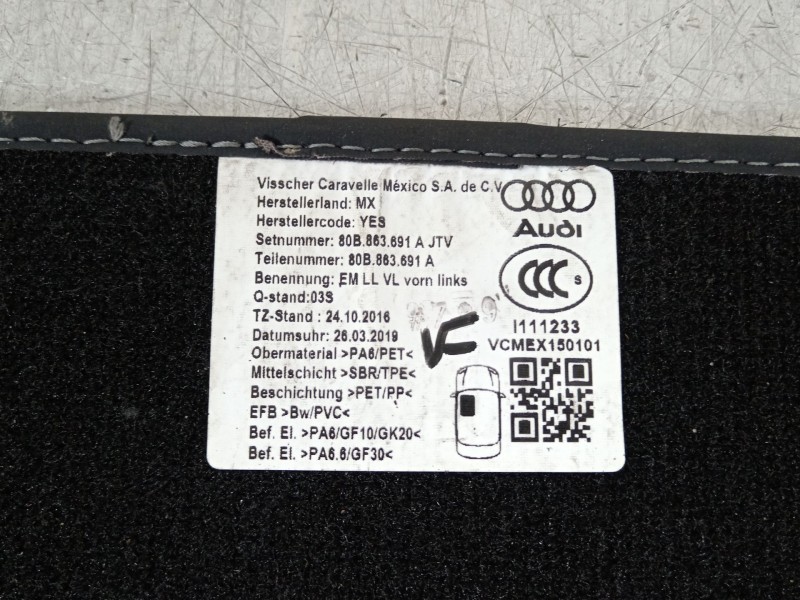 Visscher Caravelle México S.A. de C.V
Herstellerland: MX
Herstellercode: YES
Setnummer: 80B.863.691 A JTV
Teilenummer: 80B.863.691 A
Benennung: EM LL VL vorn links
Q-stand:03S
TZ-Stand : 24.10.2016
Datumsuhr: 26.03.2019
Obermaterial >PA6/PET<
Mittelschicht >SBR/TPE<
Beschichtung >PET/PP<
EFB >Bw/PVC<
Bef. El. >PA6/GF10/GK20<
Bef. El. >PA6.6/GF30<
Audi
CCC S
I111233
VCMEX150101
VC